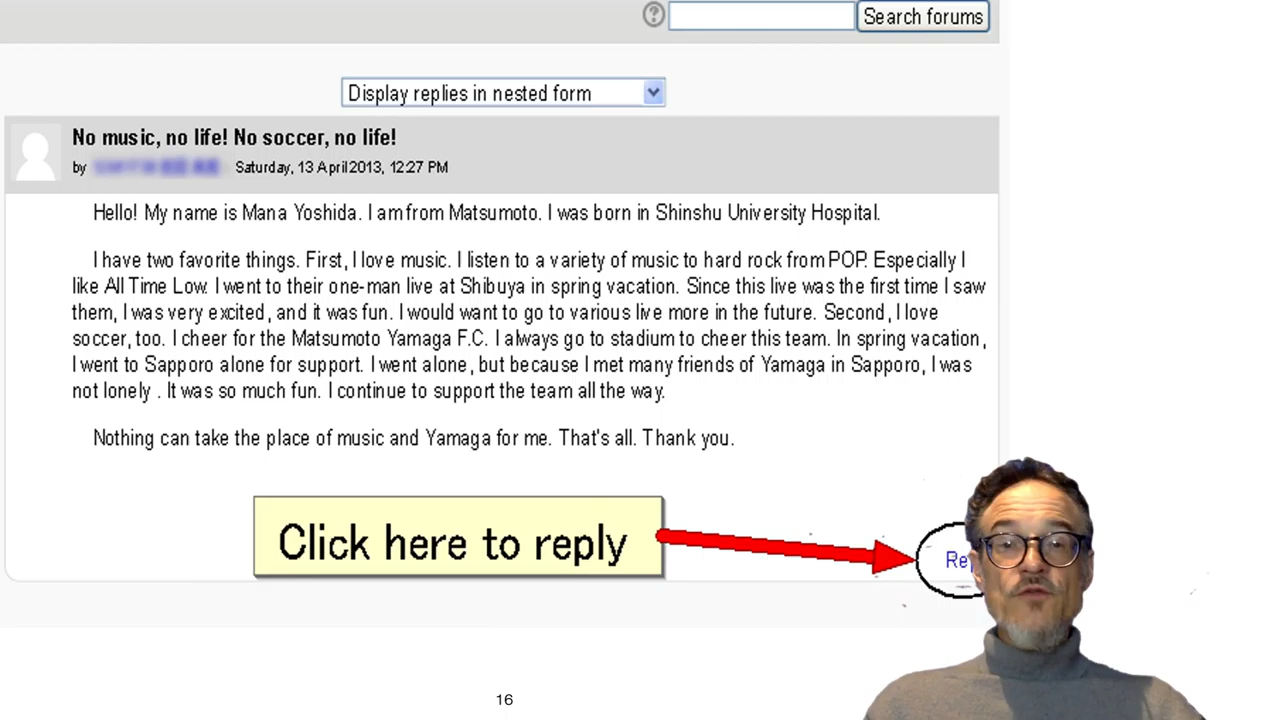 Search forums
Display replies in nested form
No music, no life! No soccer, no life!
by Saturday, 13 April 2013, 12:27 PM
Hello! My name is Mana Yoshida. I am from Matsumoto. I was born in Shinshu University Hospital.
I have two favorite things. First, I love music. I listen to a variety of music to hard rock from POP. Especially I
like All Time Low. I went to their one-man live at Shibuya in spring vacation. Since this live was the first time I saw
them, I was very excited, and it was fun. I would want to go to various live more in the future. Second, I love
soccer, too. I cheer for the Matsumoto Yamaga F.C. I always go to stadium to cheer this team. In spring vacation,
I went to Sapporo alone for support. I went alone, but because I met many friends of Yamaga in Sapporo, I was
not lonely . It was so much fun. I continue to support the team all the way.
Nothing can take the place of music and Yamaga for me. That's all. Thank you.
Click here to reply
16